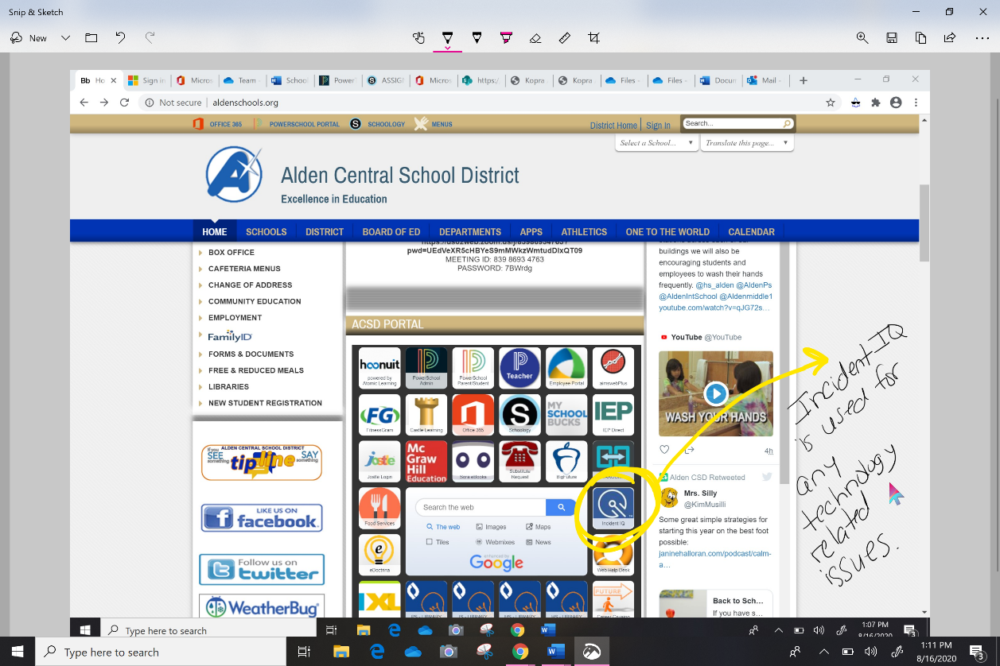 Snip & Sketch
New
Bb Ho
Sign in
Micros
Team -
Schoo
Power
ASSIGN
Micros
https:/
Kopra
Kopra
Files -
Files -
Docum
Mail -
Not secure | aldenschools.org
OFFICE 365 POWERSCHOOL PORTAL SCHOOLOGY MENUS District Home Sign In Search...
Select a School... Translate this page...
Alden Central School District
Excellence in Education
HOME SCHOOLS DISTRICT BOARD OF ED DEPARTMENTS APPS ATHLETICS ONE TO THE WORLD CALENDAR
BOX OFFICE
CAFETERIA MENUS
CHANGE OF ADDRESS
COMMUNITY EDUCATION
EMPLOYMENT
FamilyID
FORMS & DOCUMENTS
FREE & REDUCED MEALS
LIBRARIES
NEW STUDENT REGISTRATION
ALDEN CENTRAL SCHOOL DISTRICT
If you SEE something tipline SAY something
LIKE US ON
facebook.
Follow us on
twitter
WeatherBug
MEETING ID: 839 8693 4763
PASSWORD: 7BWrdg
ACSD PORTAL
hoonuit powered by Atomic Learning
PowerSchool Admin
PowerSchool Parent/Student
Teacher
Employee Portal
aimswebPlus
FG FitnessGram
Castle Learning
Office 365
Schoology
MY SCHOOL BUCKS
IEP IEP Direct
jostle Jostle Login
Mc Graw Hill Education
Sora eBooks
Substitute Request
BigFuture
Food Services
Search the web
The web Images Maps
Tiles Webmixes News
enhanced by
Google
Incident IQ
eDoctrina
Web Help Desk
IXL
FUTURE
buildings we will also be
encouraging students and
employees to wash their hands
frequently. @hs_alden @AldenPs
@AldenIntSchool @Aldenmiddle1
youtube.com/watch?v=qJG72s…
YouTube @YouTube
WASH YOUR HANDS
4h
Alden CSD Retweeted
Mrs. Silly
@KimMusilli
Some great simple strategies for
starting this year on the best foot
possible:
janinehalloran.com/podcast/calm-
a…
Back to Sch…
If you have s…
Incident IQ
is used for
any
technology
related
issues.
Type here to search
1:07 PM
8/16/2020
3
Type here to search
1:11 PM
8/16/2020
3